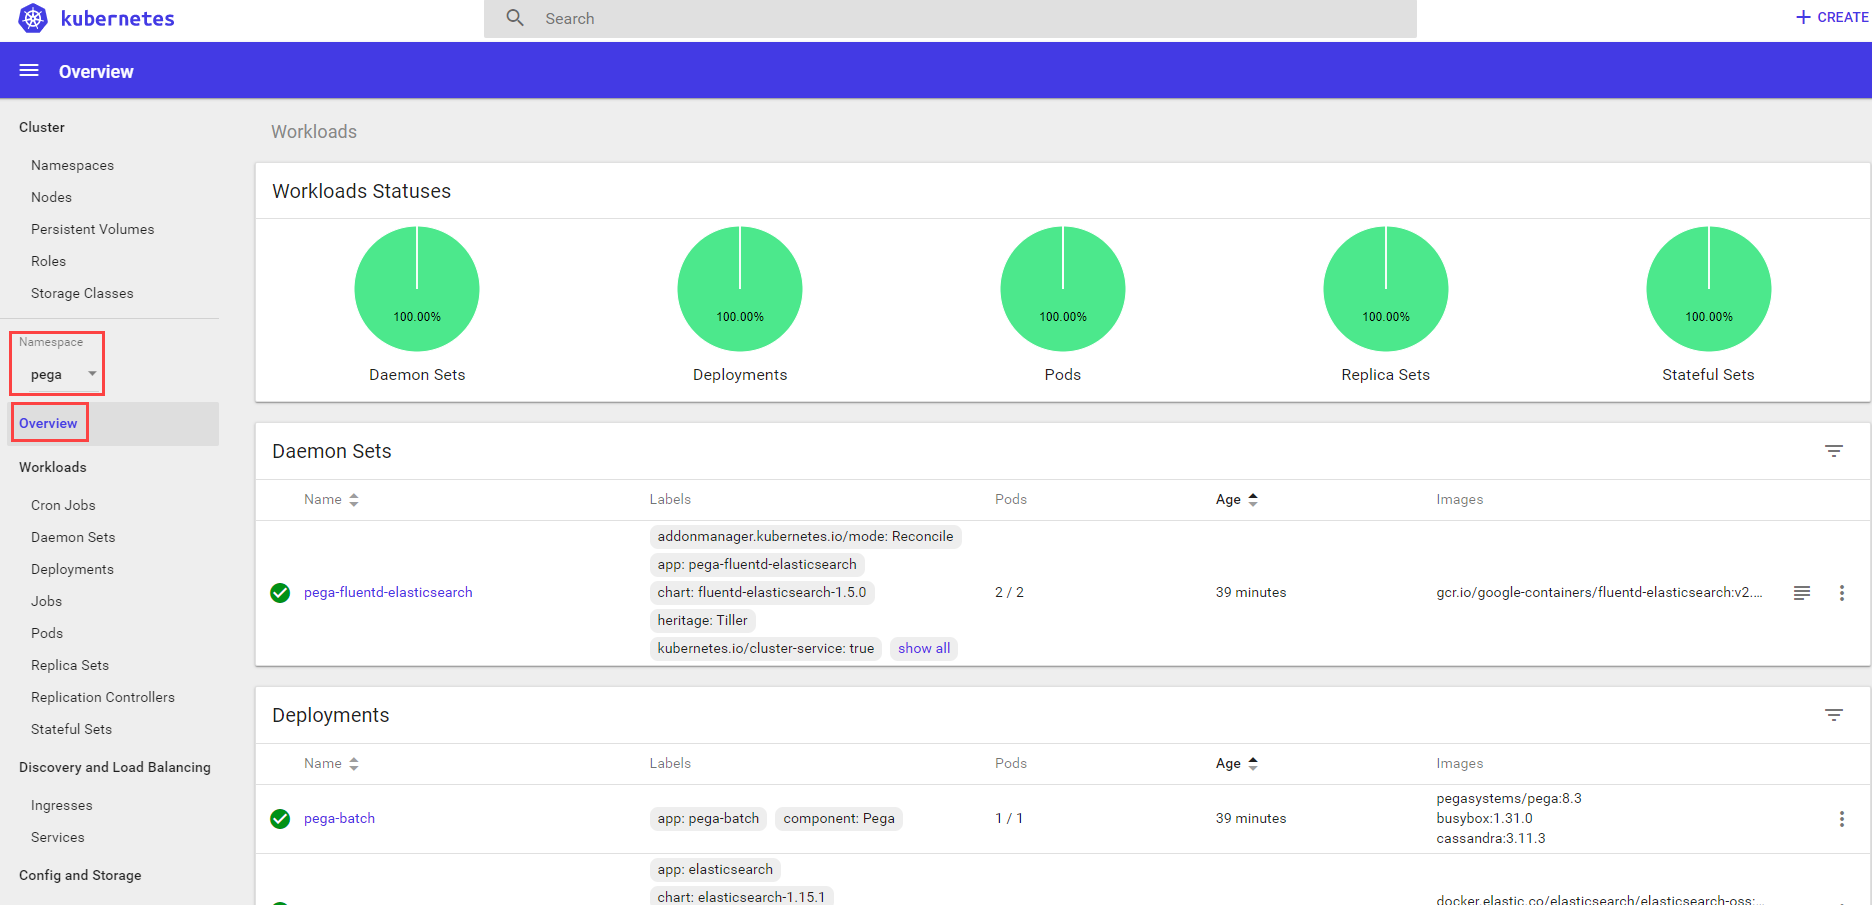 kubernetes
Search
CREATE
Overview
Cluster
Namespaces
Nodes
Persistent Volumes
Roles
Storage Classes
Namespace
pega
Overview
Workloads
Cron Jobs
Daemon Sets
Deployments
Jobs
Pods
Replica Sets
Replication Controllers
Stateful Sets
Discovery and Load Balancing
Ingresses
Services
Config and Storage
Workloads
Workloads Statuses
100.00% 100.00% 100.00% 100.00% 100.00%
Daemon Sets Deployments Pods Replica Sets Stateful Sets
Daemon Sets
Name Labels Pods Age Images
addonmanager.kubernetes.io/mode: Reconcile
app: pega-fluentd-elasticsearch
pega-fluentd-elasticsearch chart: fluentd-elasticsearch-1.5.0 2 / 2 39 minutes gcr.io/google-containers/fluentd-elasticsearch:v2....
heritage: Tiller
kubernetes.io/cluster-service: true show all
Deployments
Name Labels Pods Age Images
pegasystems/pega:8.3
pega-batch app: pega-batch component: Pega 1 / 1 39 minutes busybox:1.31.0
cassandra:3.11.3
app: elasticsearch
chart: elasticsearch-1.15.1
docker.elastic.co/elasticsearch/elasticsearch-oss:...